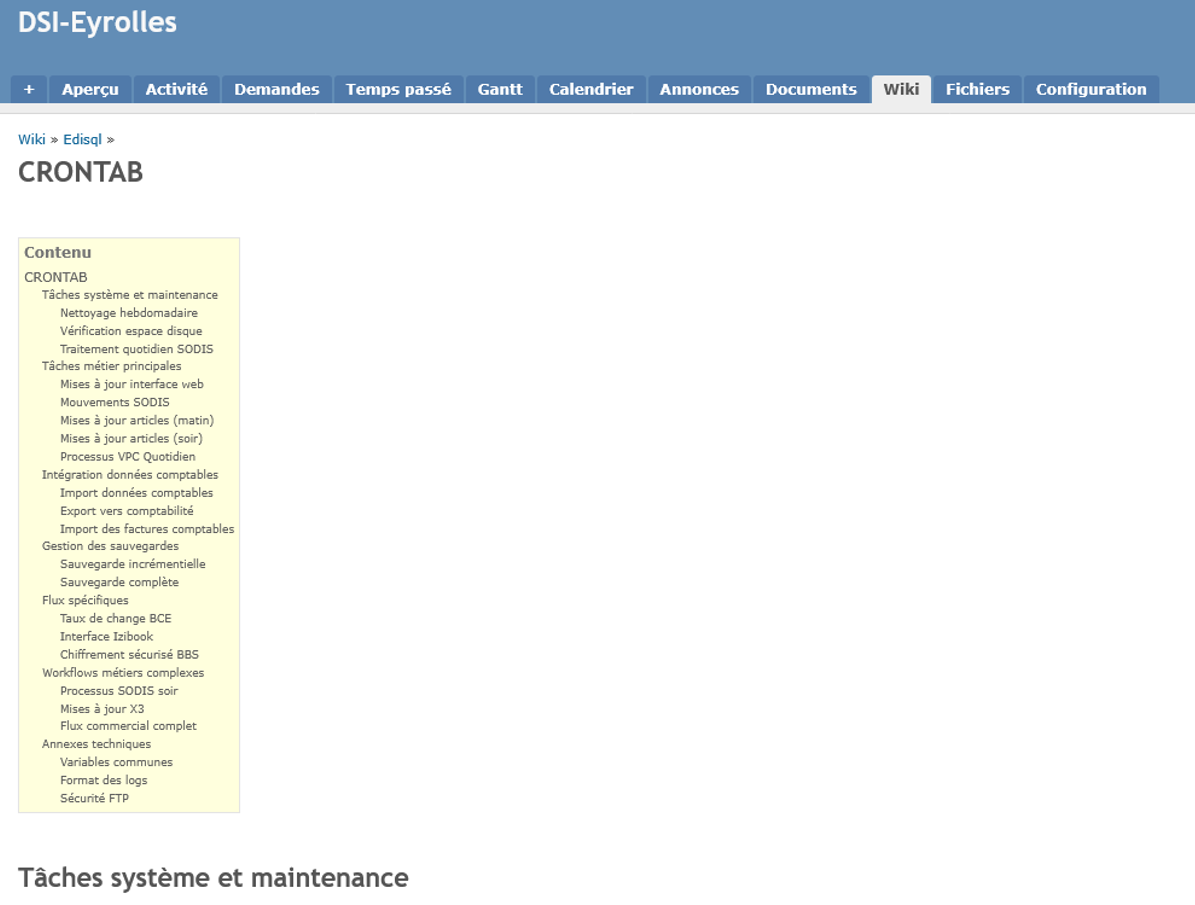 DSI-Eyrolles
+ Aperçu Activité Demandes Temps passé Gantt Calendrier Annonces Documents Wiki Fichiers Configuration
Wiki » Edisql »
CRONTAB
Contenu
CRONTAB
Tâches système et maintenance
Nettoyage hebdomadaire
Vérification espace disque
Traitement quotidien SODIS
Tâches métier principales
Mises à jour interface web
Mouvements SODIS
Mises à jour articles (matin)
Mises à jour articles (soir)
Processus VPC Quotidien
Intégration données comptables
Import données comptables
Export vers comptabilité
Import des factures comptables
Gestion des sauvegardes
Sauvegarde incrémentielle
Sauvegarde complète
Flux spécifiques
Taux de change BCE
Interface Izibook
Chiffrement sécurisé BBS
Workflows métiers complexes
Processus SODIS soir
Mises à jour X3
Flux commercial complet
Annexes techniques
Variables communes
Format des logs
Sécurité FTP
Tâches système et maintenance